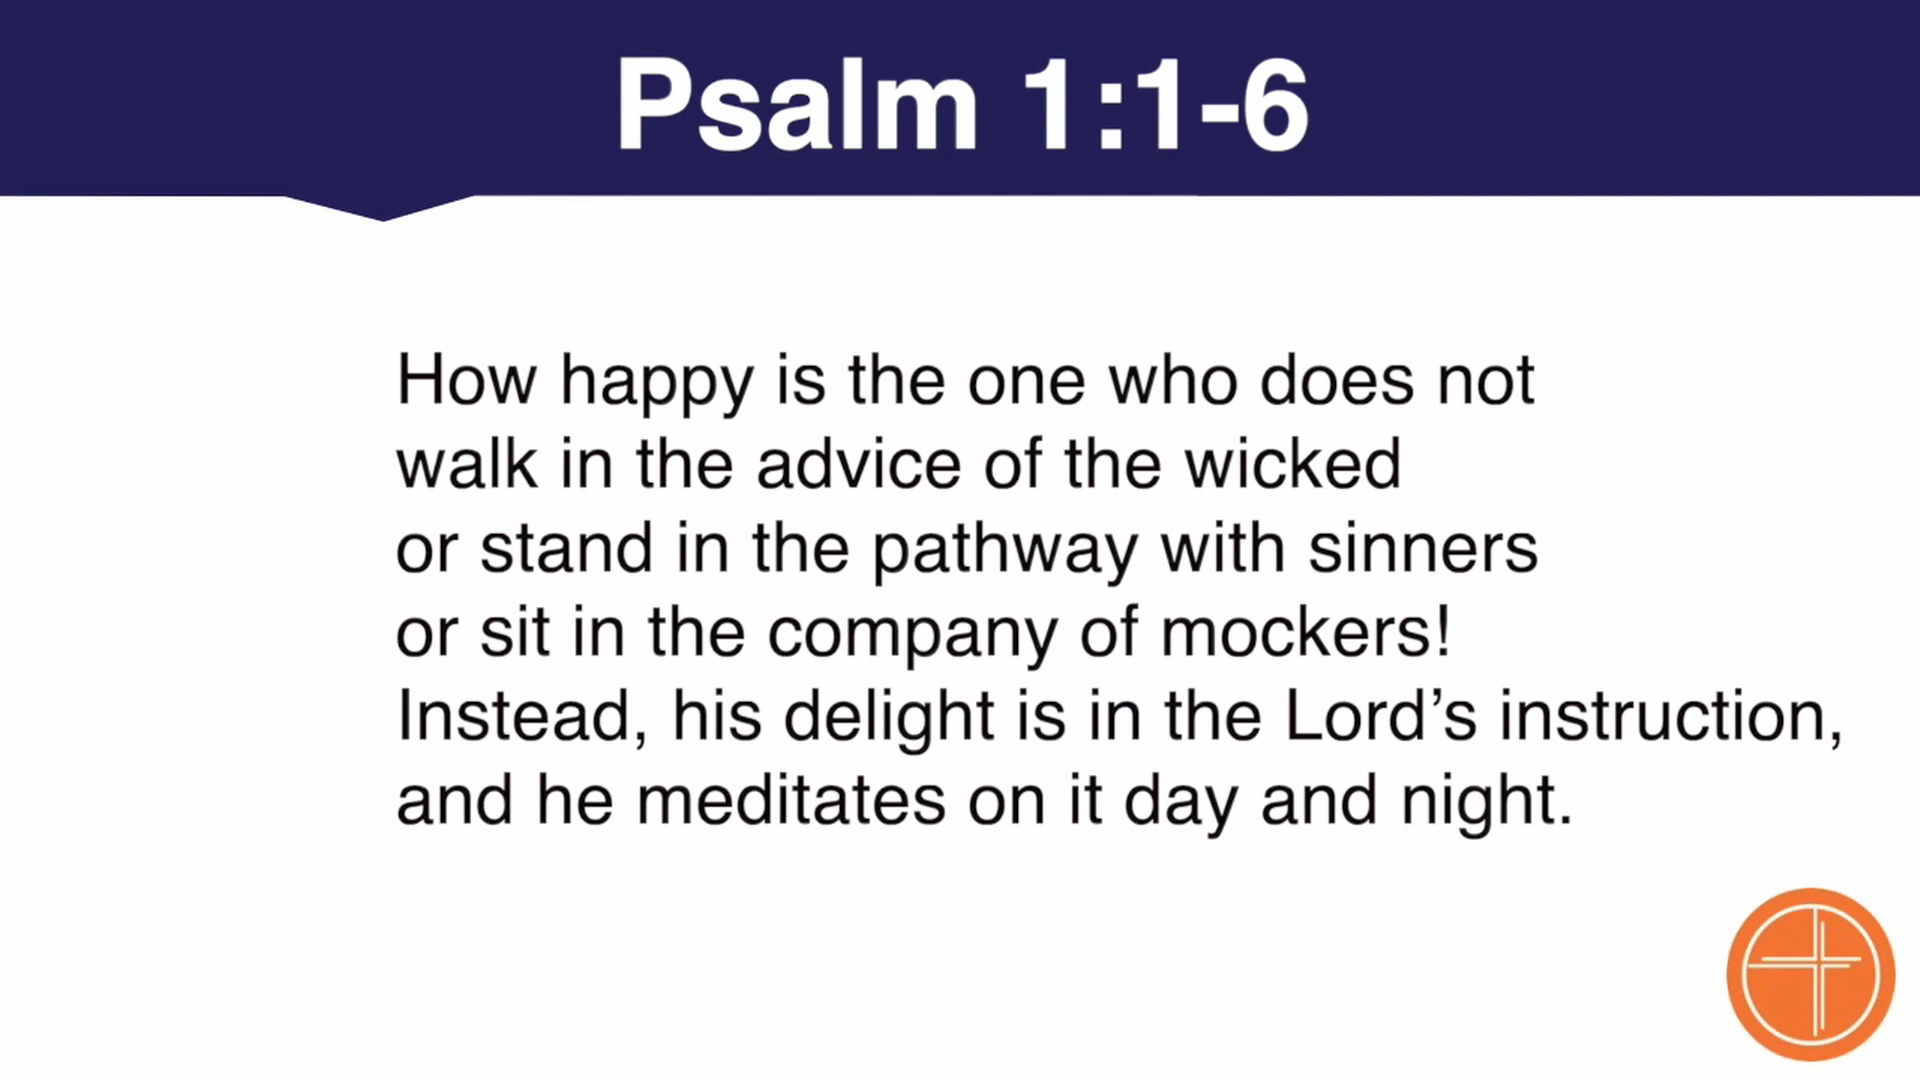 Psalm 1:1-6
How happy is the one who does not
walk in the advice of the wicked
or stand in the pathway with sinners
or sit in the company of mockers!
Instead, his delight is in the Lord’s instruction,
and he meditates on it day and night.